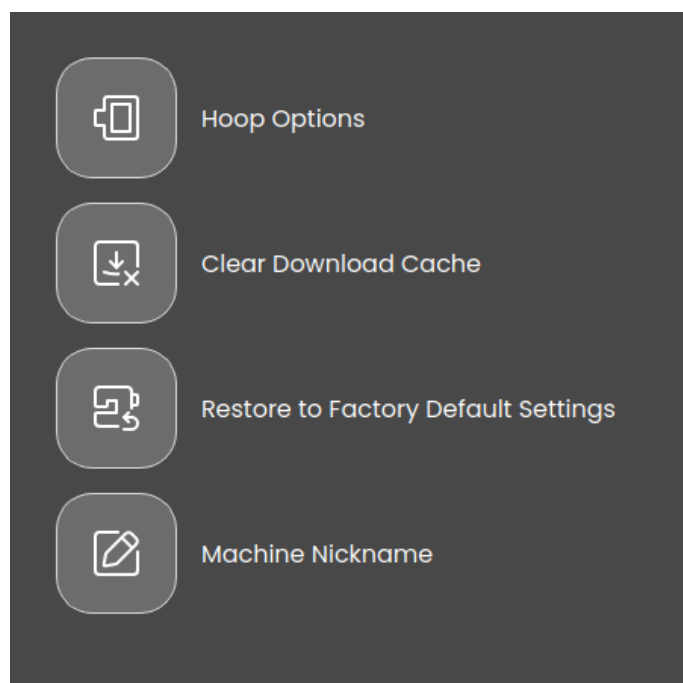 Hoop Options
Clear Download Cache
Restore to Factory Default Settings
Machine Nickname